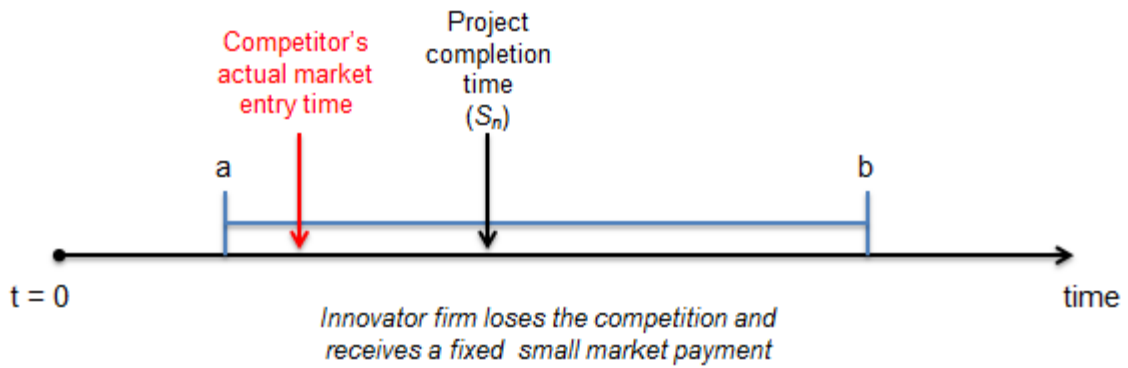 Competitor's
actual market
entry time
Project
completion
time
(Sn)
a
b
t = 0
time
Innovator firm loses the competition and
receives a fixed small market payment